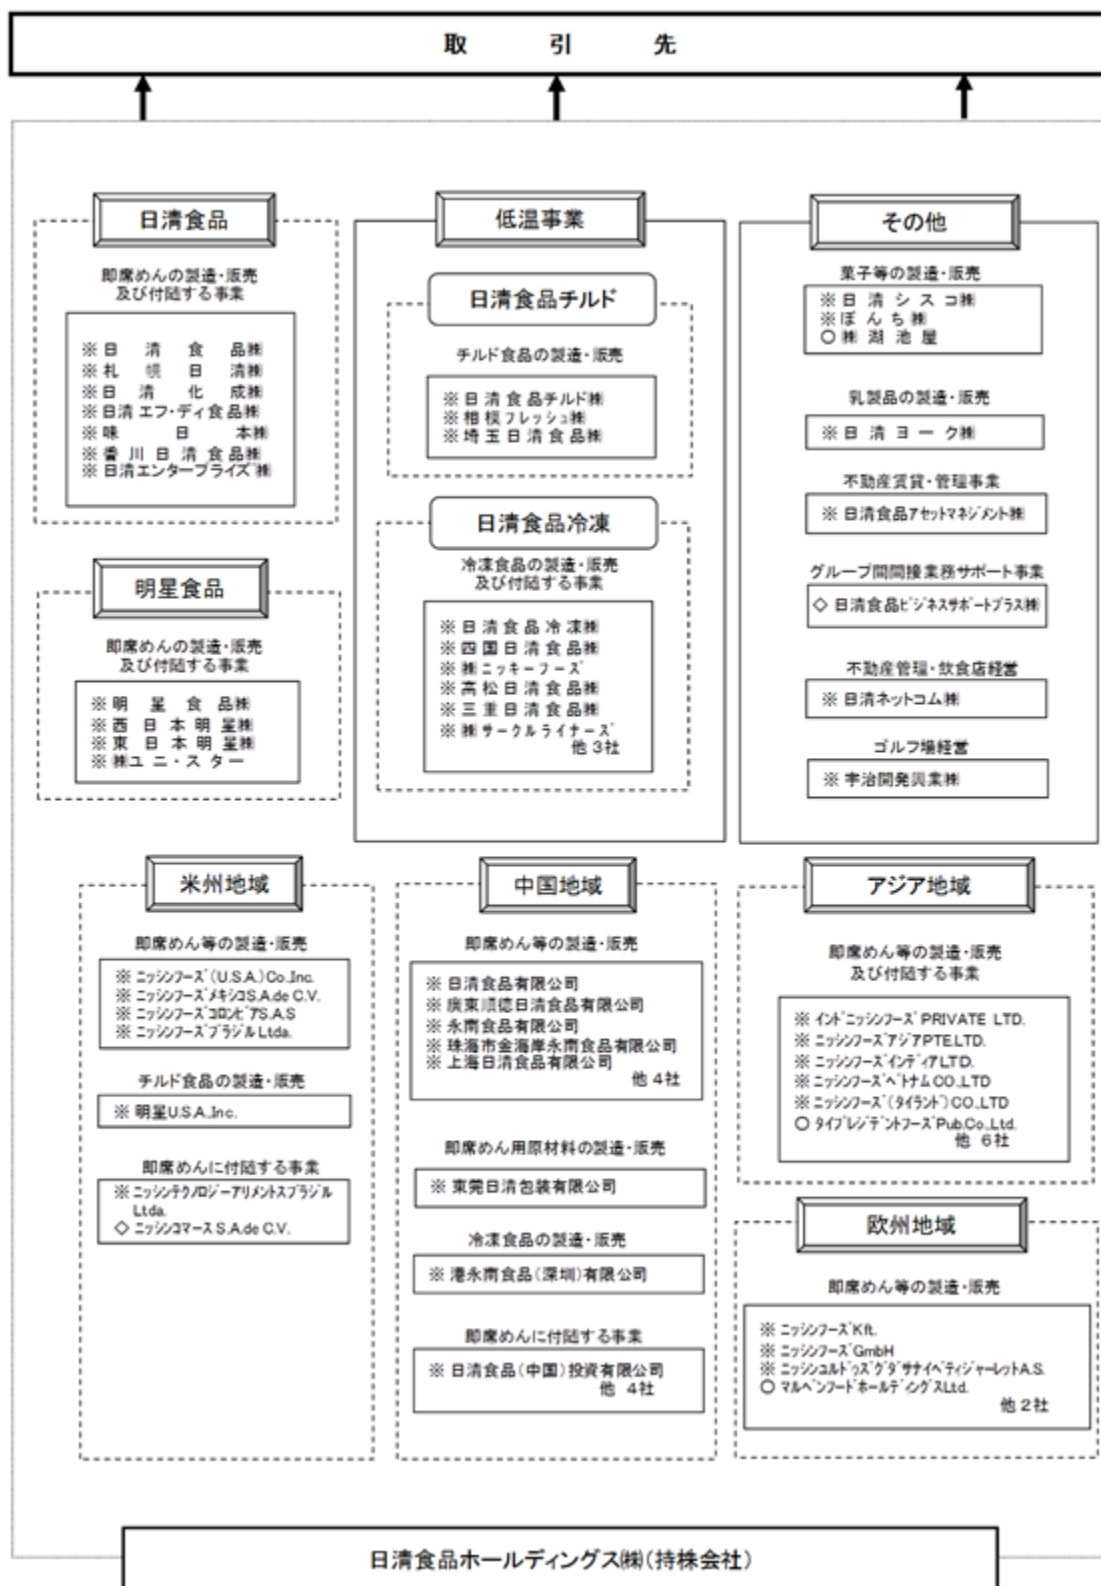 取引先
日清食品
即席めんの製造・販売
及び付随する事業
※ 日清食品㈱
※ 札幌日清㈱
※ 日清化成㈱
※ 日清エフ・ディ食品㈱
※ 味日本㈱
※ 香川日清食品㈱
※ 日清エンタープライズ㈱
明星食品
即席めんの製造・販売
及び付随する事業
※ 明星食品㈱
※ 西日本明星㈱
※ 東日本明星㈱
※ ㈱ユニ・スター
低温事業
日清食品チルド
チルド食品の製造・販売
※ 日清食品チルド㈱
※ 相模フレッシュ㈱
※ 埼玉日清食品㈱
日清食品冷凍
冷凍食品の製造・販売
及び付随する事業
※ 日清食品冷凍㈱
※ 四国日清食品㈱
※ ㈱ニッキーフーズ
※ 高松日清食品㈱
※ 三重日清食品㈱
※ ㈱サークルライナーズ
他 3社
その他
菓子等の製造・販売
※ 日清シスコ㈱
※ ぼんち㈱
○ ㈱湖池屋
乳製品の製造・販売
※ 日清ヨーク㈱
不動産賃貸・管理事業
※ 日清食品アセットマネジメント㈱
グループ間間接業務サポート事業
◇ 日清食品ビジネスサポートプラス㈱
不動産管理・飲食店経営
※ 日清ネットコム㈱
ゴルフ場経営
※ 宇治開発興業㈱
米州地域
即席めん等の製造・販売
※ ニッシンフーズ(U.S.A.)Co.,Inc.
※ ニッシンフーズメキシコS.A.de C.V.
※ ニッシンフーズコロンビアS.A.S
※ ニッシンフーズブラジルLtda.
チルド食品の製造・販売
※ 明星U.S.A.,Inc.
即席めんに付随する事業
※ ニッシンテクノロジーアリメントスブラジル
Ltda.
◇ ニッシンコマース S.A.de C.V.
中国地域
即席めん等の製造・販売
※ 日清食品有限公司
※ 廣東順德日清食品有限公司
※ 永南食品有限公司
※ 珠海市金海岸永南食品有限公司
※ 上海日清食品有限公司
他 4社
即席めん用原材料の製造・販売
※ 東莞日清包装有限公司
冷凍食品の製造・販売
※ 港永南食品(深圳)有限公司
即席めんに付随する事業
※ 日清食品(中国)投資有限公司
他 4社
アジア地域
即席めん等の製造・販売
及び付随する事業
※ インドニッシンフーズPRIVATE LTD.
※ ニッシンフーズアジアPTE.LTD.
※ ニッシンフーズインディアLTD.
※ ニッシンフーズベトナムCO.,LTD
※ ニッシンフーズ(タイランド)CO.,LTD
○ タイプレジデントフーズPub.Co.,Ltd.
他 6社
欧州地域
即席めん等の製造・販売
※ ニッシンフーズKft.
※ ニッシンフーズGmbH
※ ニッシンユルドゥズグダサナイベティジャーレットA.S.
○ マルベンフードホールディングスLtd.
他 2社
日清食品ホールディングス㈱(持株会社)